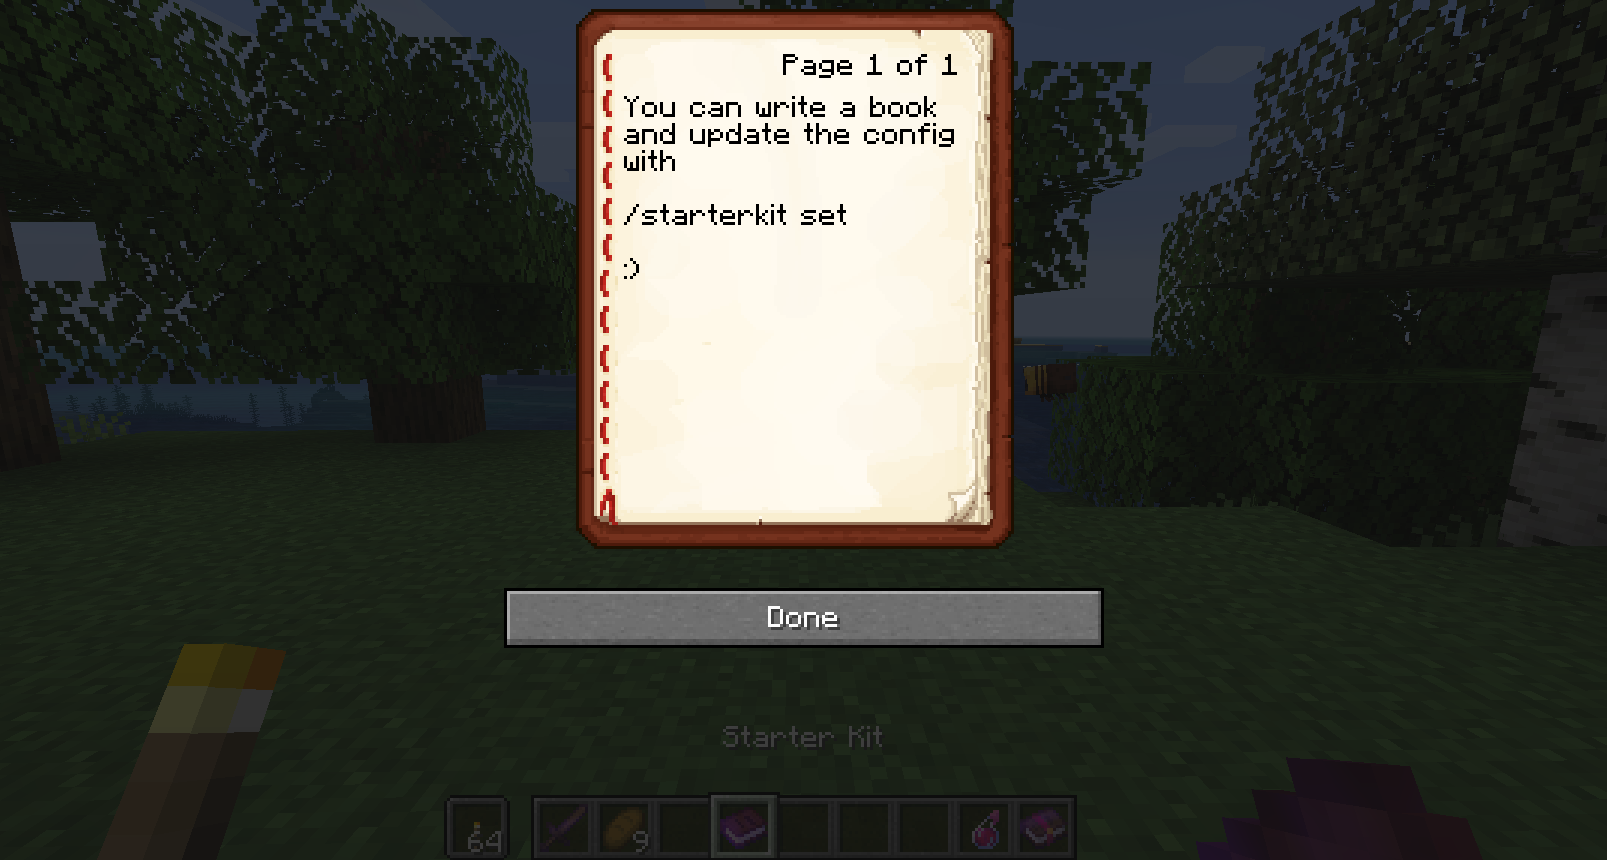 Page 1 of 1
You can write a book
and update the config
with
/starterkit set
:)
Done
Starter Kit
64
9